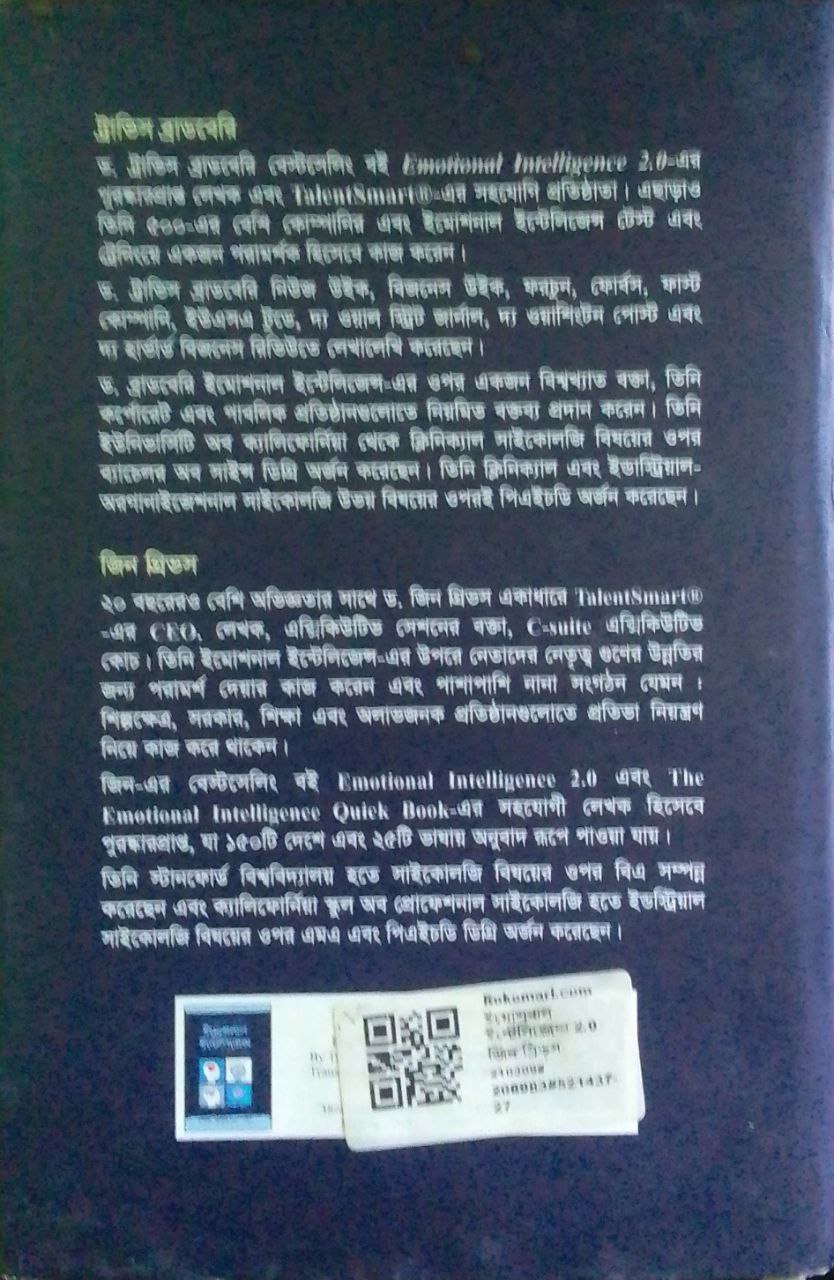 ট্রাভিস ব্রাডবেরি
ড. ট্রাভিস ব্রাডবেরি বেস্টসেলিং বই Emotional Intelligence 2.0-এর
পুরস্কারপ্রাপ্ত লেখক এবং TalentSmart®-এর সহযোগি প্রতিষ্ঠাতা। এছাড়াও
তিনি ৫০০-এর বেশি কোম্পানির এবং ইমোশনাল ইন্টেলিজেন্স টেস্ট এবং
ট্রেনিংয়ে একজন পরামর্শক হিসেবে কাজ করেন।
ড. ট্রাভিস ব্রাডবেরি নিউজ উইক, বিজনেস উইক, ফরচুন, ফোর্বস, ফাস্ট
কোম্পানি, ইউএসএ টুডে, দ্য ওয়াল স্ট্রিট জার্নাল, দ্য ওয়াশিংটন পোস্ট এবং
দ্য হার্ভার্ড বিজনেস রিভিউতে লেখালেখি করেছেন।
ড. ব্রাডবেরি ইমোশনাল ইন্টেলিজেন্স-এর ওপর একজন বিশ্বখ্যাত বক্তা, তিনি
কর্পোরেট এবং পাবলিক প্রতিষ্ঠানগুলোতে নিয়মিত বক্তব্য প্রদান করেন। তিনি
ইউনিভার্সিটি অব ক্যালিফোর্নিয়া থেকে ক্লিনিক্যাল সাইকোলজি বিষয়ের ওপর
ব্যাচেলর অব সাইন্স ডিগ্রি অর্জন করেছেন। তিনি ক্লিনিক্যাল এবং ইন্ডাস্ট্রিয়াল-
অরগানাইজেশনাল সাইকোলজি উভয় বিষয়ের ওপরই পিএইচডি অর্জন করেছেন।
জিন গ্রিভস
২০ বছরেরও বেশি অভিজ্ঞতার সাথে ড. জিন গ্রিভস একাধারে TalentSmart®
-এর CEO, লেখক, এক্সিকিউটিভ সেশনের বক্তা, C-suite এক্সিকিউটিভ
কোচ। তিনি ইমোশনাল ইন্টেলিজেন্স-এর উপরে নেতাদের নেতৃত্ব গুণের উন্নতির
জন্য পরামর্শ দেয়ার কাজ করেন এবং পাশাপাশি নানা সংগঠন যেমন।
শিল্পক্ষেত্র, সরকার, শিক্ষা এবং অলাভজনক প্রতিষ্ঠানগুলোতে প্রতিভা নিয়ন্ত্রণ
নিয়ে কাজ করে থাকেন।
জিন-এর বেস্টসেলিং বই Emotional Intelligence 2.0 এবং The
Emotional Intelligence Quick Book-এর সহযোগী লেখক হিসেবে
পুরস্কারপ্রাপ্ত, যা ১৫০টি দেশে এবং ২৫টি ভাষায় অনুবাদ রূপে পাওয়া যায়।
তিনি স্টানফোর্ড বিশ্ববিদ্যালয় হতে সাইকোলজি বিষয়ের ওপর বিএ সম্পন্ন
করেছেন এবং ক্যালিফোর্নিয়া স্কুল অব প্রোফেশনাল সাইকোলজি হতে ইন্ডস্ট্রিয়াল
সাইকোলজি বিষয়ের ওপর এমএ এবং পিএইচডি ডিগ্রি অর্জন করেছেন।
Rokomari.com
ইমোশনাল
ইন্টেলিজেন্স 2.0
জিন গ্রিভস
27